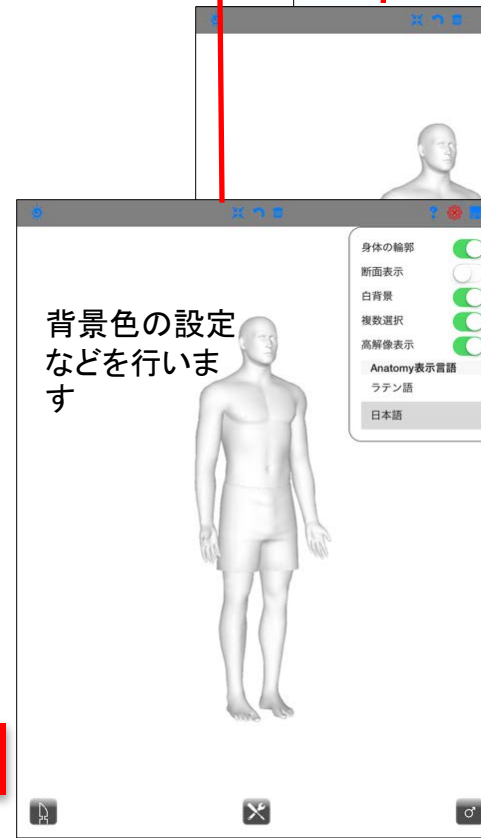 背景色の設定
などを行いま
す
身体の輪郭
断面表示
白背景
複数選択
高解像表示
Anatomy表示言語
ラテン語
日本語